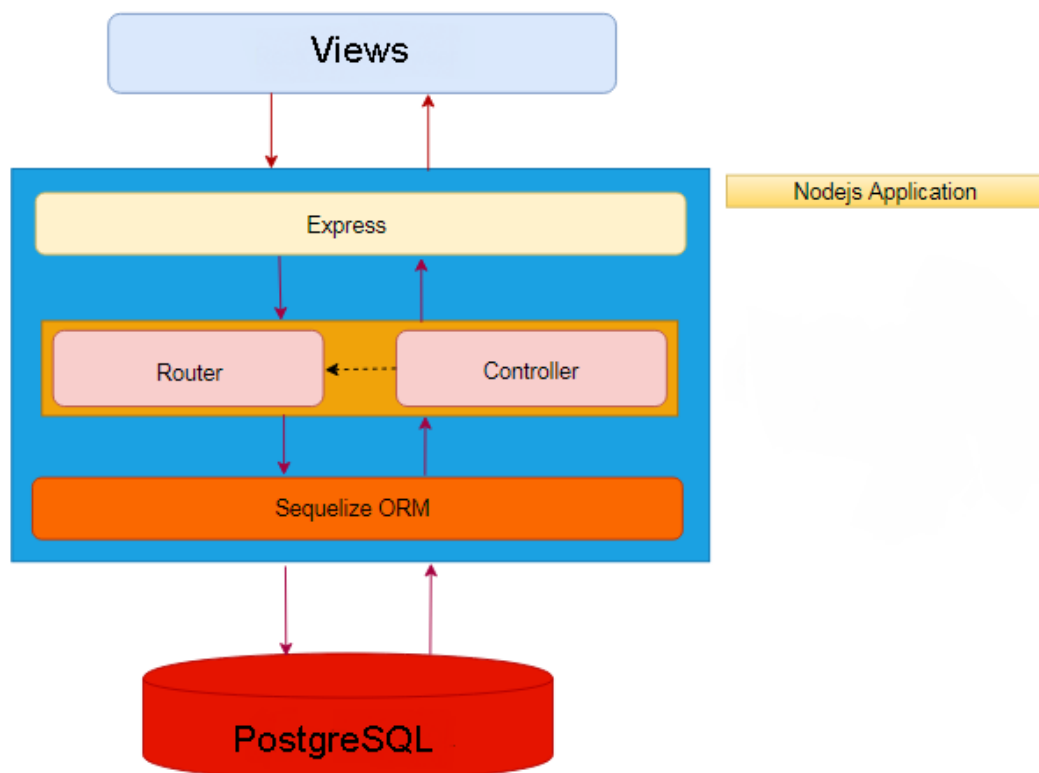 Views
Nodejs Application
Express
Router
Controller
Sequelize ORM
PostgreSQL